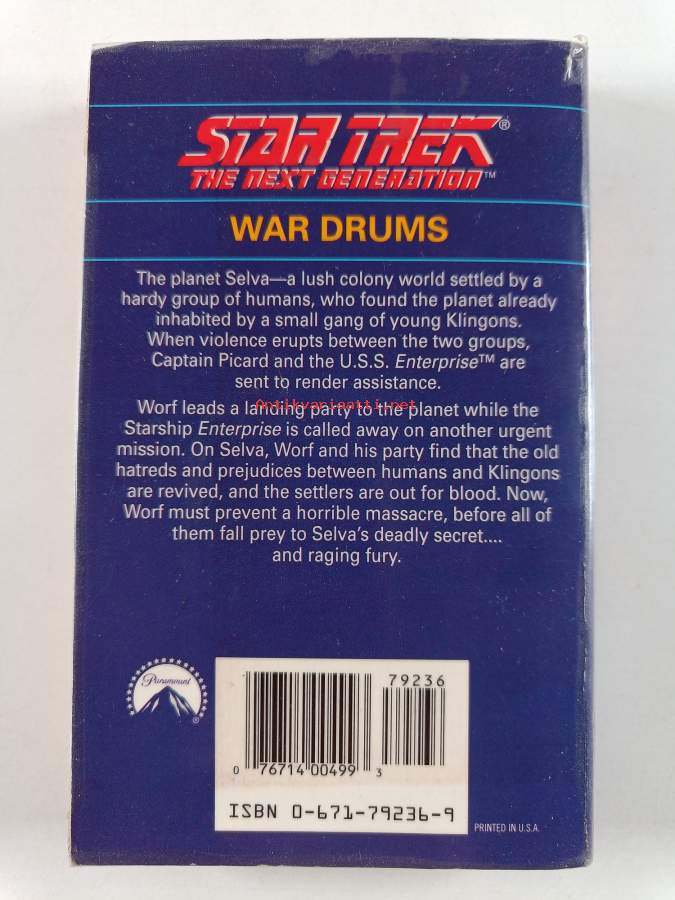 STAR TREK®
THE NEXT GENERATION™
WAR DRUMS
The planet Selva—a lush colony world settled by a
hardy group of humans, who found the planet already
inhabited by a small gang of young Klingons.
When violence erupts between the two groups,
Captain Picard and the U.S.S. Enterprise™ are
sent to render assistance.
Antikvariaatti.net
Worf leads a landing party to the planet while the
Starship Enterprise is called away on another urgent
mission. On Selva, Worf and his party find that the old
hatreds and prejudices between humans and Klingons
are revived, and the settlers are out for blood. Now,
Worf must prevent a horrible massacre, before all of
them fall prey to Selva's deadly secret....
and raging fury.
Paramount
®
79236
0 76714 00499 3
ISBN 0-671-79236-9
PRINTED IN U.S.A.